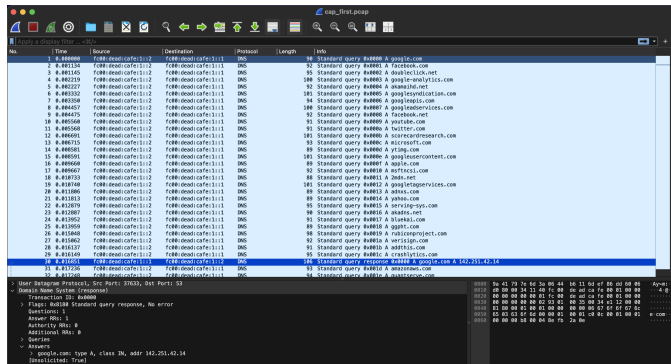 cap_first.pcap
Apply a display filter ... <⌘/>
No. Time Source Destination Protocol Length Info
1 0.000000 fc00:dead:cafe:1::2 fc00:dead:cafe:1::1 DNS 90 Standard query 0x0000 A google.com
2 0.001134 fc00:dead:cafe:1::2 fc00:dead:cafe:1::1 DNS 92 Standard query 0x0001 A facebook.com
3 0.001145 fc00:dead:cafe:1::2 fc00:dead:cafe:1::1 DNS 95 Standard query 0x0002 A doubleclick.net
4 0.002219 fc00:dead:cafe:1::2 fc00:dead:cafe:1::1 DNS 100 Standard query 0x0003 A google-analytics.com
5 0.002227 fc00:dead:cafe:1::2 fc00:dead:cafe:1::1 DNS 92 Standard query 0x0004 A akamaihd.net
6 0.003332 fc00:dead:cafe:1::2 fc00:dead:cafe:1::1 DNS 101 Standard query 0x0005 A googlesyndication.com
7 0.003350 fc00:dead:cafe:1::2 fc00:dead:cafe:1::1 DNS 94 Standard query 0x0006 A googleapis.com
8 0.004457 fc00:dead:cafe:1::2 fc00:dead:cafe:1::1 DNS 100 Standard query 0x0007 A googleadservices.com
9 0.004475 fc00:dead:cafe:1::2 fc00:dead:cafe:1::1 DNS 92 Standard query 0x0008 A facebook.net
10 0.005560 fc00:dead:cafe:1::2 fc00:dead:cafe:1::1 DNS 91 Standard query 0x0009 A youtube.com
11 0.005568 fc00:dead:cafe:1::2 fc00:dead:cafe:1::1 DNS 91 Standard query 0x000a A twitter.com
12 0.006691 fc00:dead:cafe:1::2 fc00:dead:cafe:1::1 DNS 101 Standard query 0x000b A scorecardresearch.com
13 0.006715 fc00:dead:cafe:1::2 fc00:dead:cafe:1::1 DNS 93 Standard query 0x000c A microsoft.com
14 0.008581 fc00:dead:cafe:1::2 fc00:dead:cafe:1::1 DNS 89 Standard query 0x000d A ytimg.com
15 0.008591 fc00:dead:cafe:1::2 fc00:dead:cafe:1::1 DNS 101 Standard query 0x000e A googleusercontent.com
16 0.009660 fc00:dead:cafe:1::2 fc00:dead:cafe:1::1 DNS 89 Standard query 0x000f A apple.com
17 0.009667 fc00:dead:cafe:1::2 fc00:dead:cafe:1::1 DNS 92 Standard query 0x0010 A msftncsi.com
18 0.010733 fc00:dead:cafe:1::2 fc00:dead:cafe:1::1 DNS 88 Standard query 0x0011 A 2mdn.net
19 0.010740 fc00:dead:cafe:1::2 fc00:dead:cafe:1::1 DNS 101 Standard query 0x0012 A googletagservices.com
20 0.011806 fc00:dead:cafe:1::2 fc00:dead:cafe:1::1 DNS 89 Standard query 0x0013 A adnxs.com
21 0.011813 fc00:dead:cafe:1::2 fc00:dead:cafe:1::1 DNS 89 Standard query 0x0014 A yahoo.com
22 0.012879 fc00:dead:cafe:1::2 fc00:dead:cafe:1::1 DNS 95 Standard query 0x0015 A serving-sys.com
23 0.012887 fc00:dead:cafe:1::2 fc00:dead:cafe:1::1 DNS 90 Standard query 0x0016 A akadns.net
24 0.013952 fc00:dead:cafe:1::2 fc00:dead:cafe:1::1 DNS 91 Standard query 0x0017 A bluekai.com
25 0.013959 fc00:dead:cafe:1::2 fc00:dead:cafe:1::1 DNS 89 Standard query 0x0018 A ggpht.com
26 0.015048 fc00:dead:cafe:1::2 fc00:dead:cafe:1::1 DNS 98 Standard query 0x0019 A rubiconproject.com
27 0.015062 fc00:dead:cafe:1::2 fc00:dead:cafe:1::1 DNS 92 Standard query 0x001a A verisign.com
28 0.016137 fc00:dead:cafe:1::2 fc00:dead:cafe:1::1 DNS 91 Standard query 0x001b A addthis.com
29 0.016149 fc00:dead:cafe:1::2 fc00:dead:cafe:1::1 DNS 95 Standard query 0x001c A crashlytics.com
30 0.016851 fc00:dead:cafe:1::1 fc00:dead:cafe:1::2 DNS 106 Standard query response 0x0000 A google.com A 142.251.42.14
31 0.017236 fc00:dead:cafe:1::2 fc00:dead:cafe:1::1 DNS 93 Standard query 0x001d A amazonaws.com
> User Datagram Protocol, Src Port: 37633, Dst Port: 53
Domain Name System (response)
Transaction ID: 0x0000
> Flags: 0x8180 Standard query response, No error
Questions: 1
Answer RRs: 1
Authority RRs: 0
Additional RRs: 0
> Queries
Answers
> google.com: type A, class IN, addr 142.251.42.14
[Unsolicited: True]